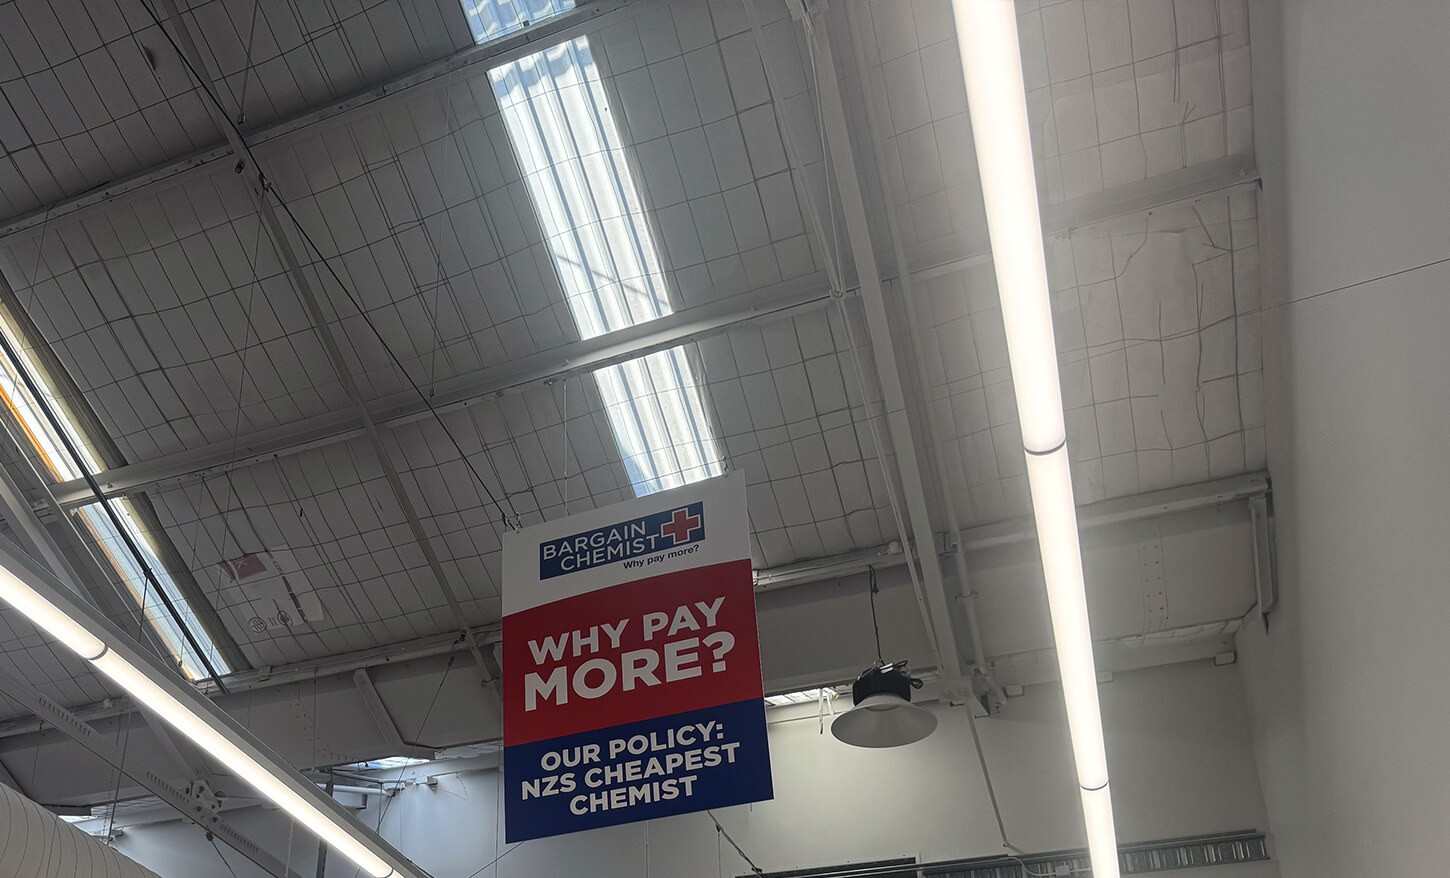 BARGAIN
CHEMIST
Why pay more?
WHY PAY
MORE?
OUR POLICY:
NZS CHEAPEST
CHEMIST